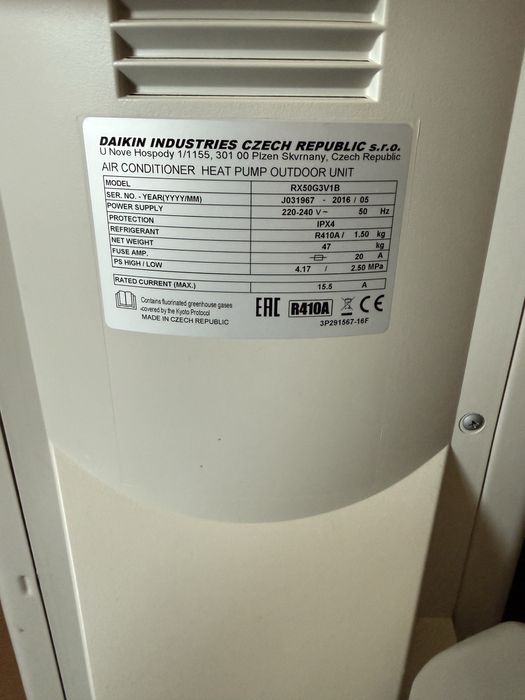 DAIKIN INDUSTRIES CZECH REPUBLIC s.r.o.
U Nove Hospody 1/1155, 301 00 Plzen Skvrnany, Czech Republic
AIR CONDITIONER HEAT PUMP OUTDOOR UNIT
MODEL RX50G3V1B
SER. NO. - YEAR(YYYY/MM) J031967 - 2016 / 05
POWER SUPPLY 220-240 V ~ 50 Hz
PROTECTION IPX4
REFRIGERANT R410A / 1.50 kg
NET WEIGHT 47 kg
FUSE AMP. 20 A
PS HIGH / LOW 4.17 / 2.50 MPa
RATED CURRENT (MAX.) 15.5 A
Contains fluorinated greenhouse gases
covered by the Kyoto Protocol
MADE IN CZECH REPUBLIC
EAC R410A CE
3P291567-16F